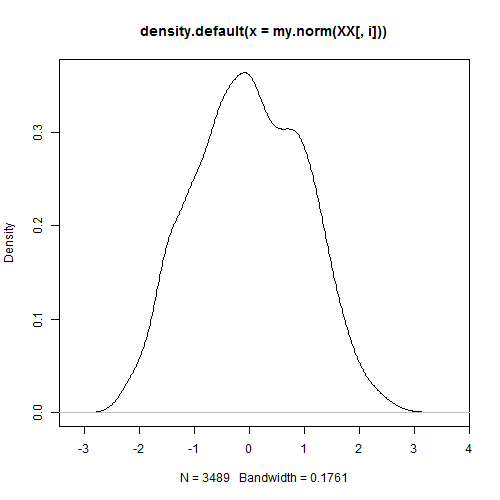 density.default(x = my.norm(XX[, i]))
Density
0.3
0.2
0.1
0.0
-3 -2 -1 0 1 2 3 4
N = 3489 Bandwidth = 0.1761